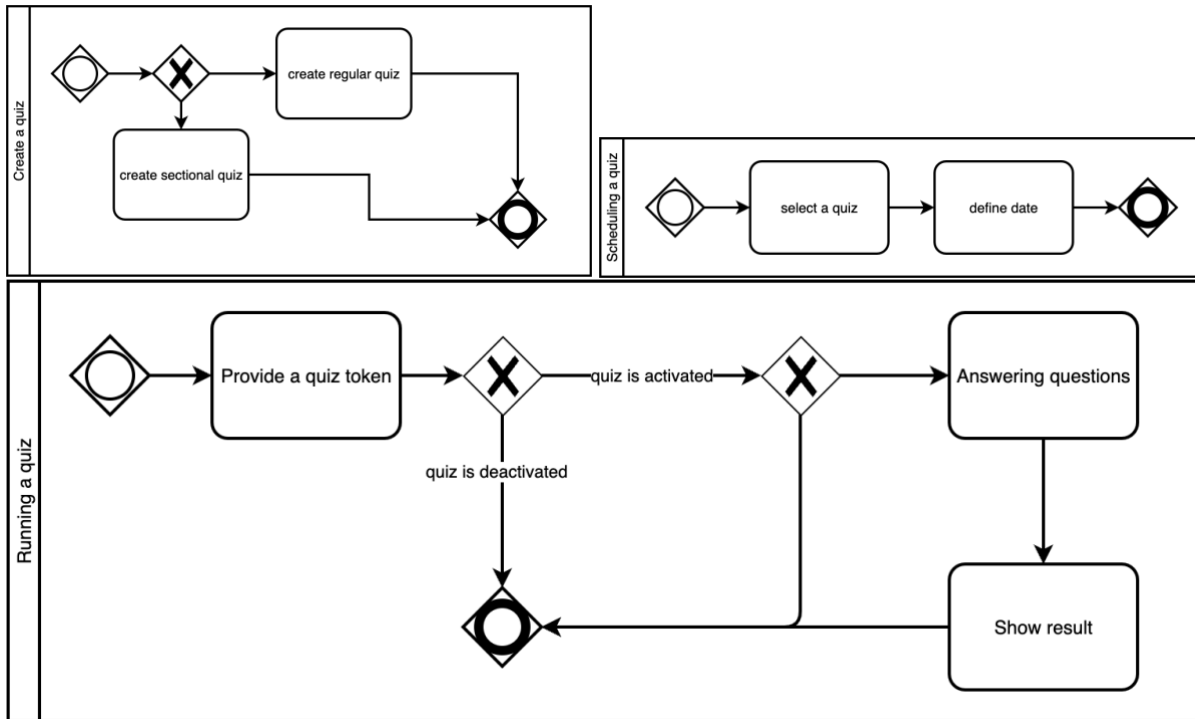 Create a quiz
create regular quiz
create sectional quiz
Scheduling a quiz
select a quiz
define date
Running a quiz
Provide a quiz token
quiz is activated
Answering questions
quiz is deactivated
Show result